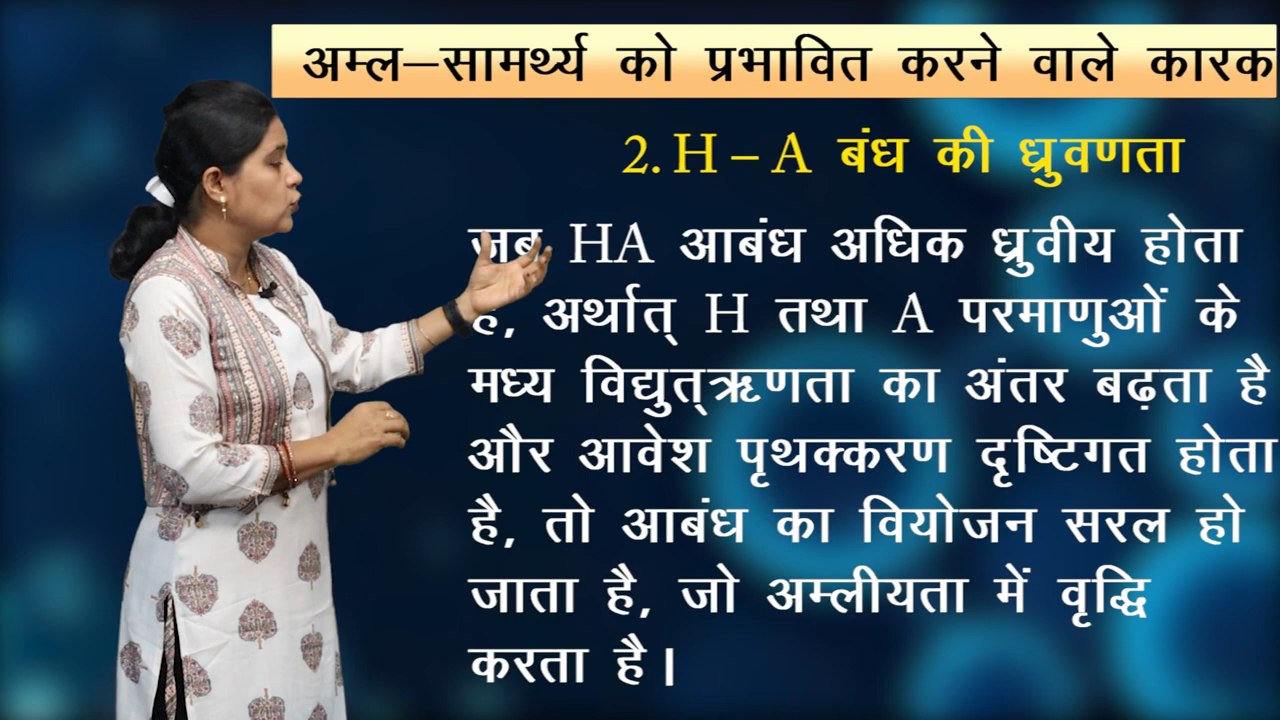 अम्ल–सामर्थ्य को प्रभावित करने वाले कारक
2. H – A बंध की ध्रुवणता
जब HA आबंध अधिक ध्रुवीय होता
है, अर्थात् H तथा A परमाणुओं के
मध्य विद्युत्ऋणता का अंतर बढ़ता है
और आवेश पृथक्करण दृष्टिगत होता
है, तो आबंध का वियोजन सरल हो
जाता है, जो अम्लीयता में वृद्धि
करता है।